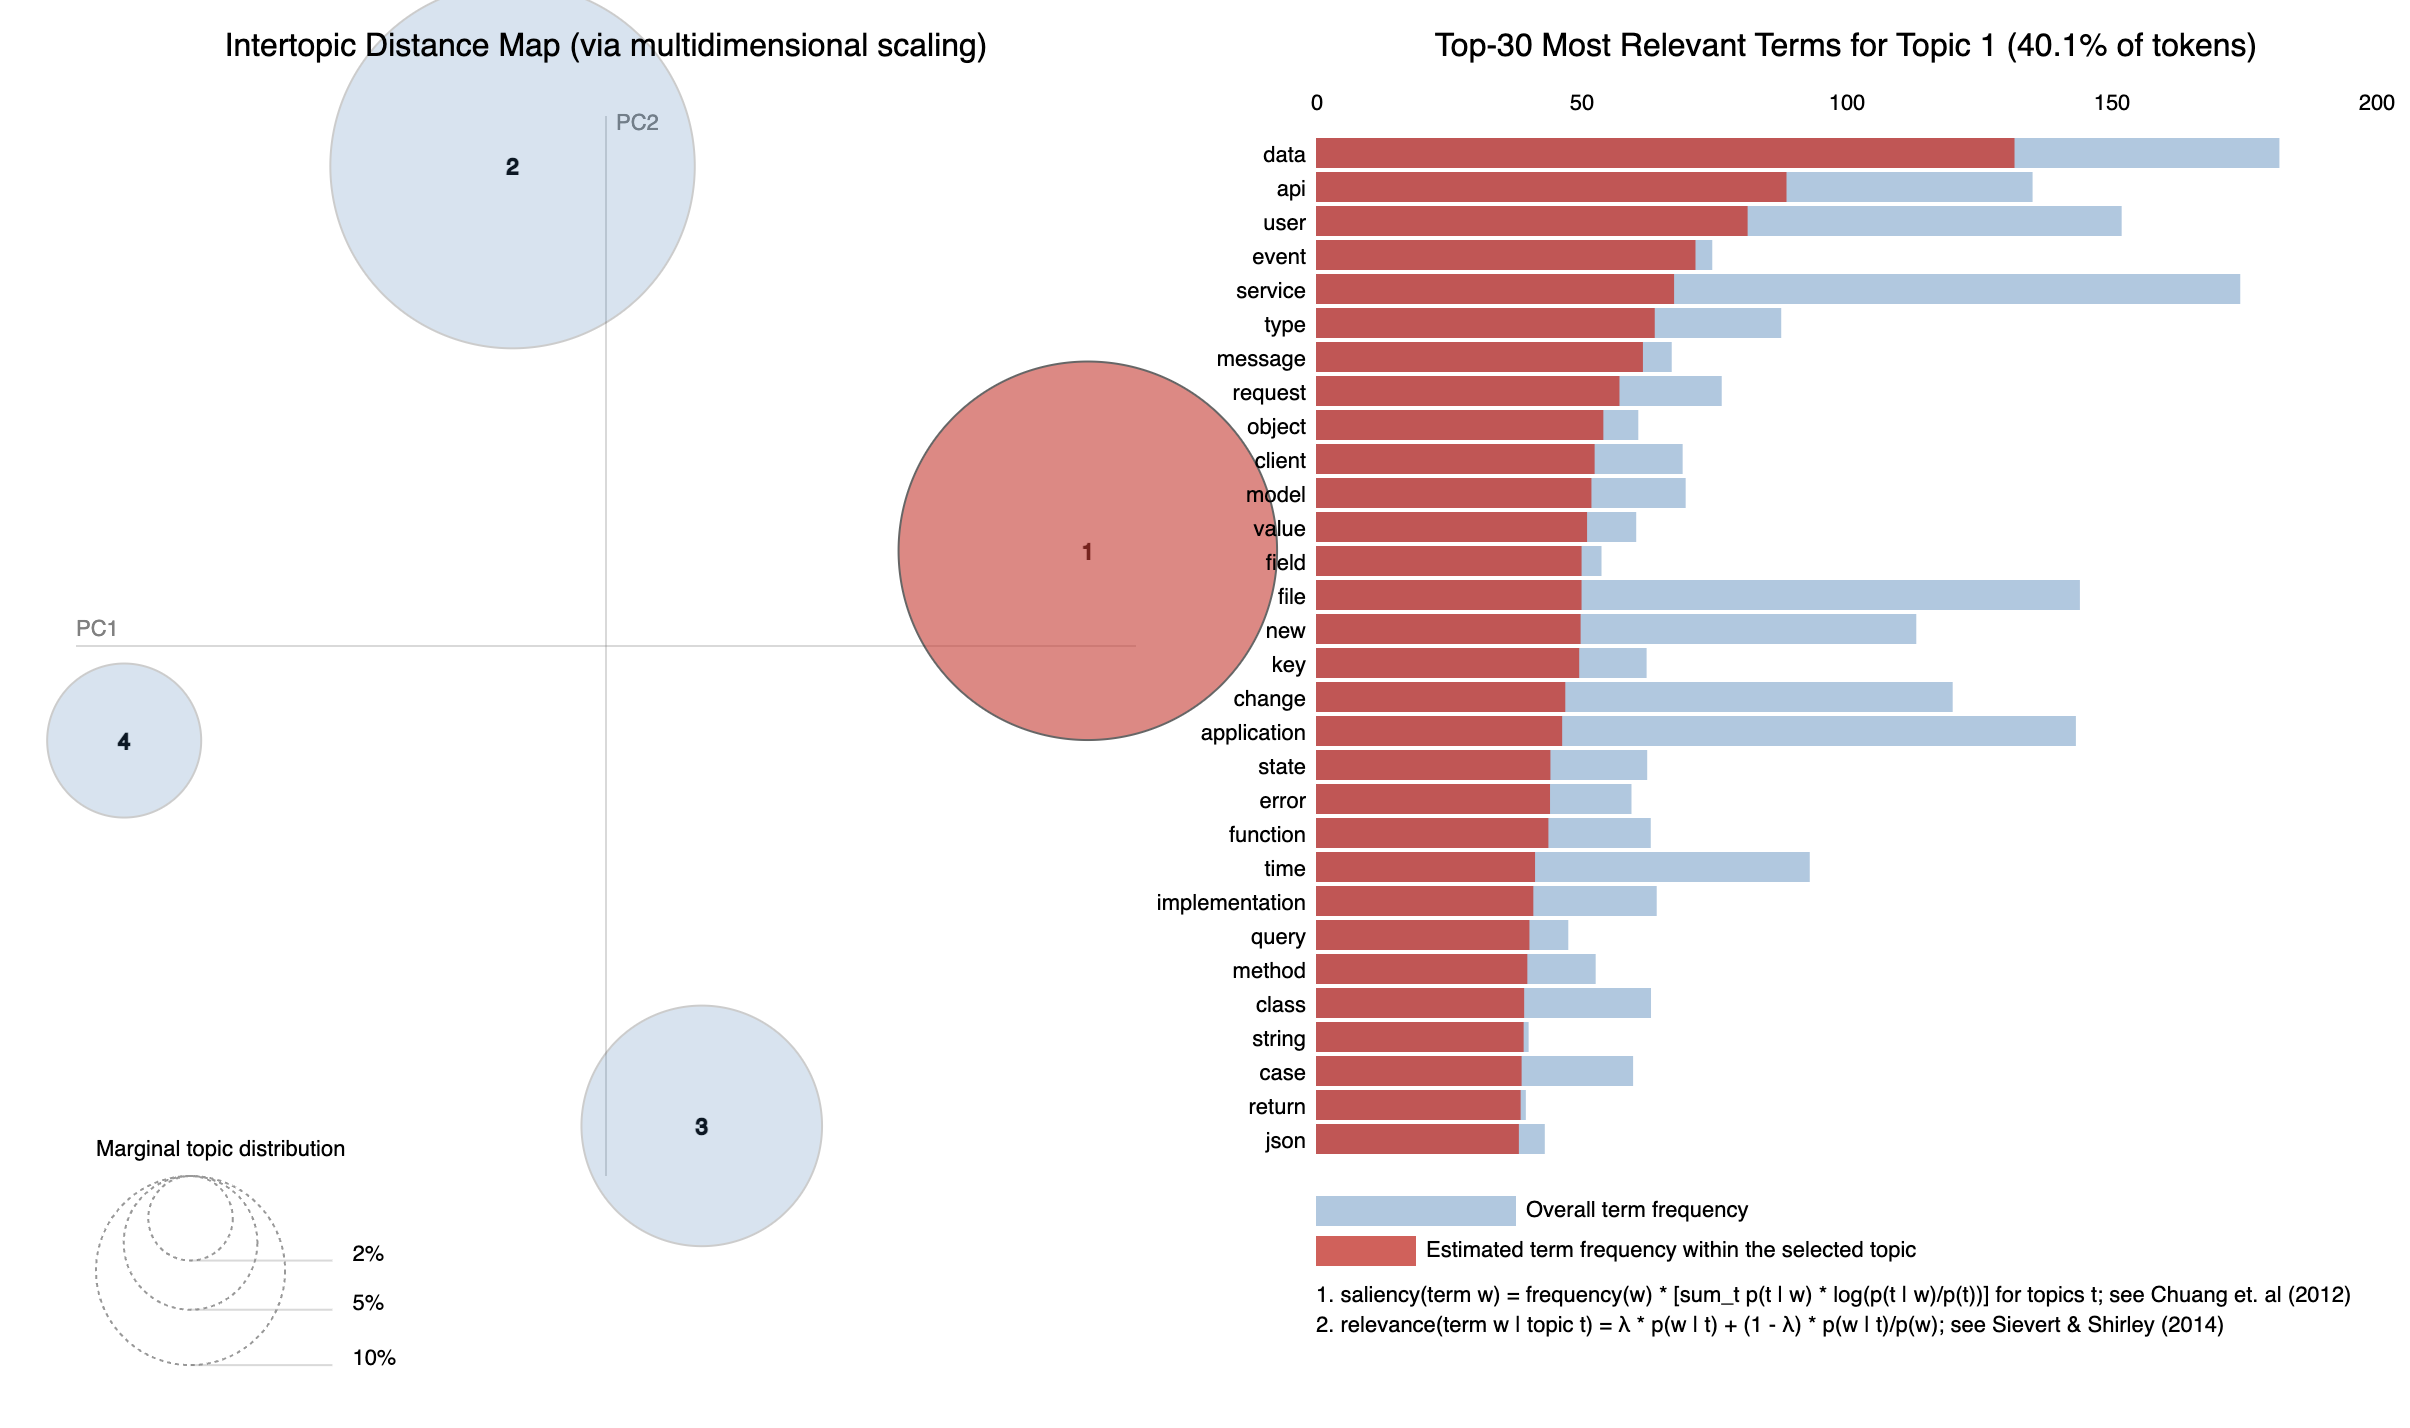 Intertopic Distance Map (via multidimensional scaling)
PC2
2
1
PC1
4
3
Marginal topic distribution
2%
5%
10%
Top-30 Most Relevant Terms for Topic 1 (40.1% of tokens)
0 50 100 150 200
data
api
user
event
service
type
message
request
object
client
model
value
field
file
new
key
change
application
state
error
function
time
implementation
query
method
class
string
case
return
json
Overall term frequency
Estimated term frequency within the selected topic
1. saliency(term w) = frequency(w) * [sum_t p(t | w) * log(p(t | w)/p(t))] for topics t; see Chuang et. al (2012)
2. relevance(term w | topic t) = λ * p(w | t) + (1 - λ) * p(w | t)/p(w); see Sievert & Shirley (2014)